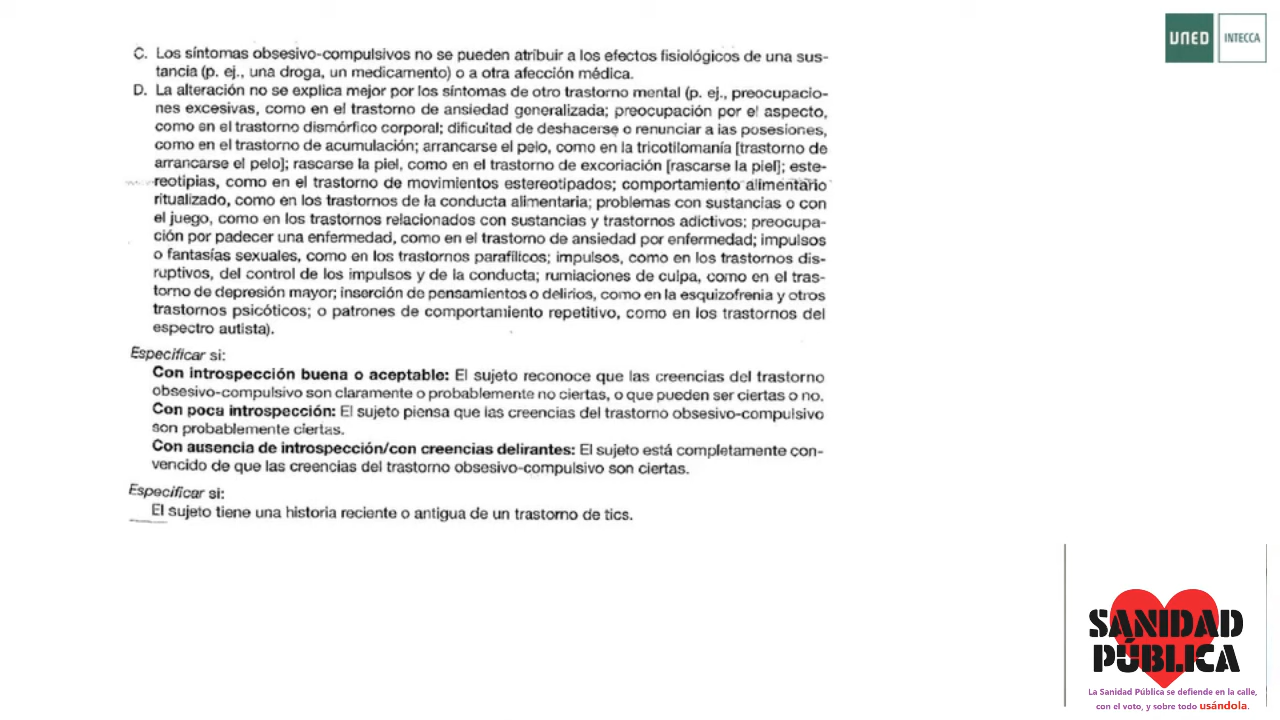 UNED INTECCA
C. Los síntomas obsesivo-compulsivos no se pueden atribuir a los efectos fisiológicos de una sus-
tancia (p. ej., una droga, un medicamento) o a otra afección médica.
D. La alteración no se explica mejor por los síntomas de otro trastorno mental (p. ej., preocupacio-
nes excesivas, como en el trastorno de ansiedad generalizada; preocupación por el aspecto,
como en el trastorno dismórfico corporal; dificultad de deshacerse o renunciar a las posesiones,
como en el trastorno de acumulación; arrancarse el pelo, como en la tricotilomanía [trastorno de
arrancarse el pelo]; rascarse la piel, como en el trastorno de excoriación [rascarse la piel]; este-
reotipias, como en el trastorno de movimientos estereotipados; comportamiento alimentario
ritualizado, como en los trastornos de la conducta alimentaria; problemas con sustancias o con
el juego, como en los trastornos relacionados con sustancias y trastornos adictivos; preocupa-
ción por padecer una enfermedad, como en el trastorno de ansiedad por enfermedad; impulsos
o fantasías sexuales, como en los trastornos parafílicos; impulsos, como en los trastornos dis-
ruptivos, del control de los impulsos y de la conducta; rumiaciones de culpa, como en el tras-
torno de depresión mayor; inserción de pensamientos o delirios, como en la esquizofrenia y otros
trastornos psicóticos; o patrones de comportamiento repetitivo, como en los trastornos del
espectro autista).
Especificar si:
Con introspección buena o aceptable: El sujeto reconoce que las creencias del trastorno
obsesivo-compulsivo son claramente o probablemente no ciertas, o que pueden ser ciertas o no.
Con poca introspección: El sujeto piensa que las creencias del trastorno obsesivo-compulsivo
son probablemente ciertas.
Con ausencia de introspección/con creencias delirantes: El sujeto está completamente con-
vencido de que las creencias del trastorno obsesivo-compulsivo son ciertas.
Especificar si:
El sujeto tiene una historia reciente o antigua de un trastorno de tics.
SANIDAD
PÚBLICA
La Sanidad Pública se defiende en la calle,
con el voto, y sobre todo usándola.